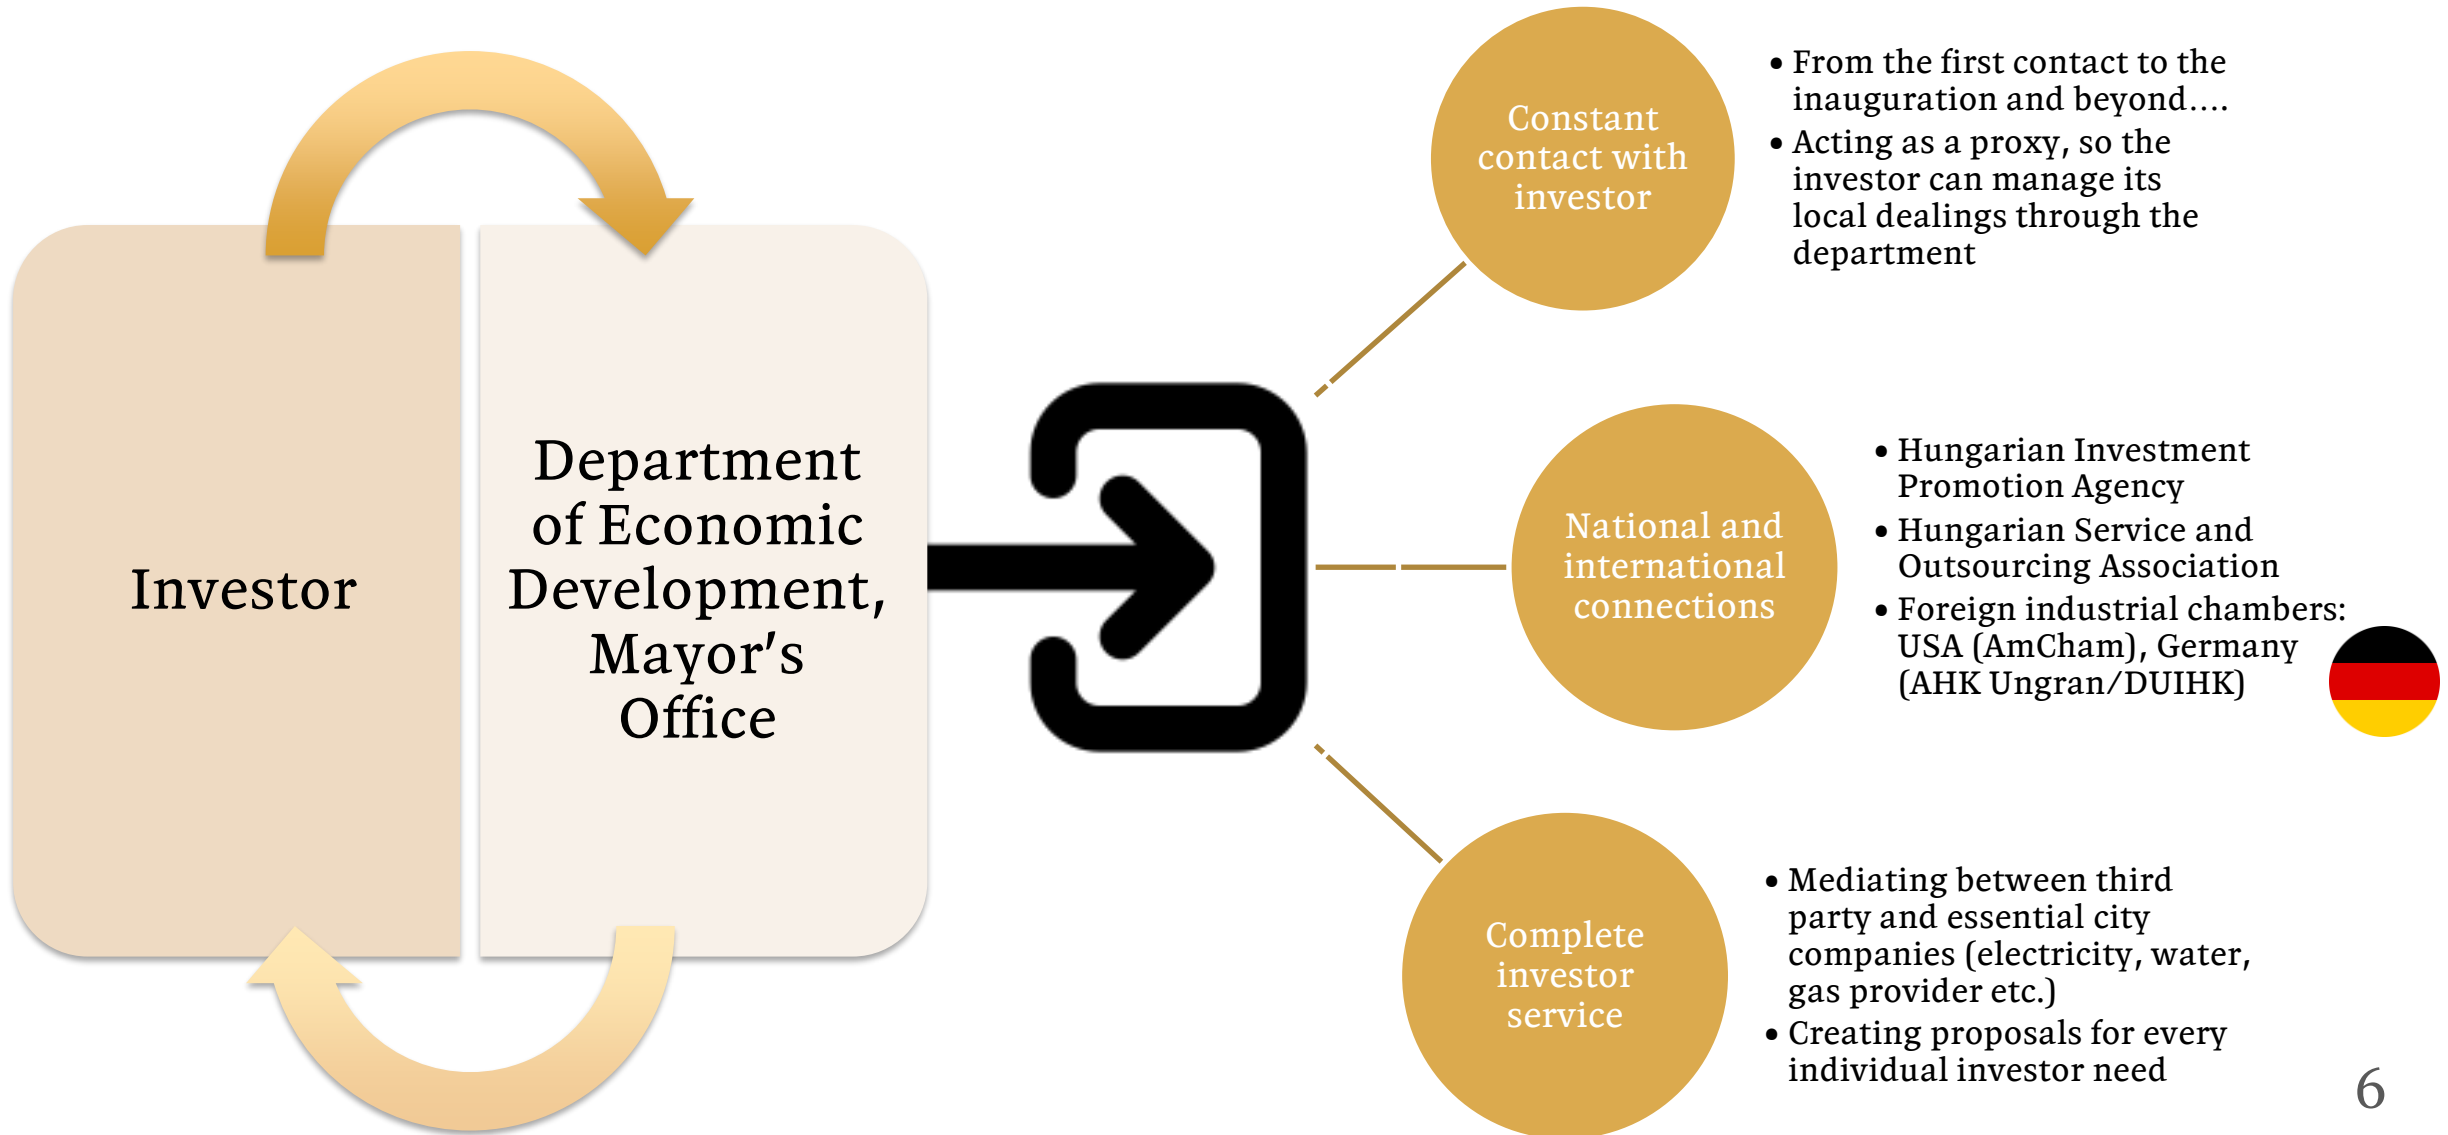 Investor
Department
of Economic
Development,
Mayor's
Office
Constant
contact with
investor
• From the first contact to the
inauguration and beyond....
• Acting as a proxy, so the
investor can manage its
local dealings through the
department
National and
international
connections
• Hungarian Investment
Promotion Agency
• Hungarian Service and
Outsourcing Association
• Foreign industrial chambers:
USA (AmCham), Germany
(AHK Ungran/DUIHK)
Complete
investor
service
• Mediating between third
party and essential city
companies (electricity, water,
gas provider etc.)
• Creating proposals for every
individual investor need
6